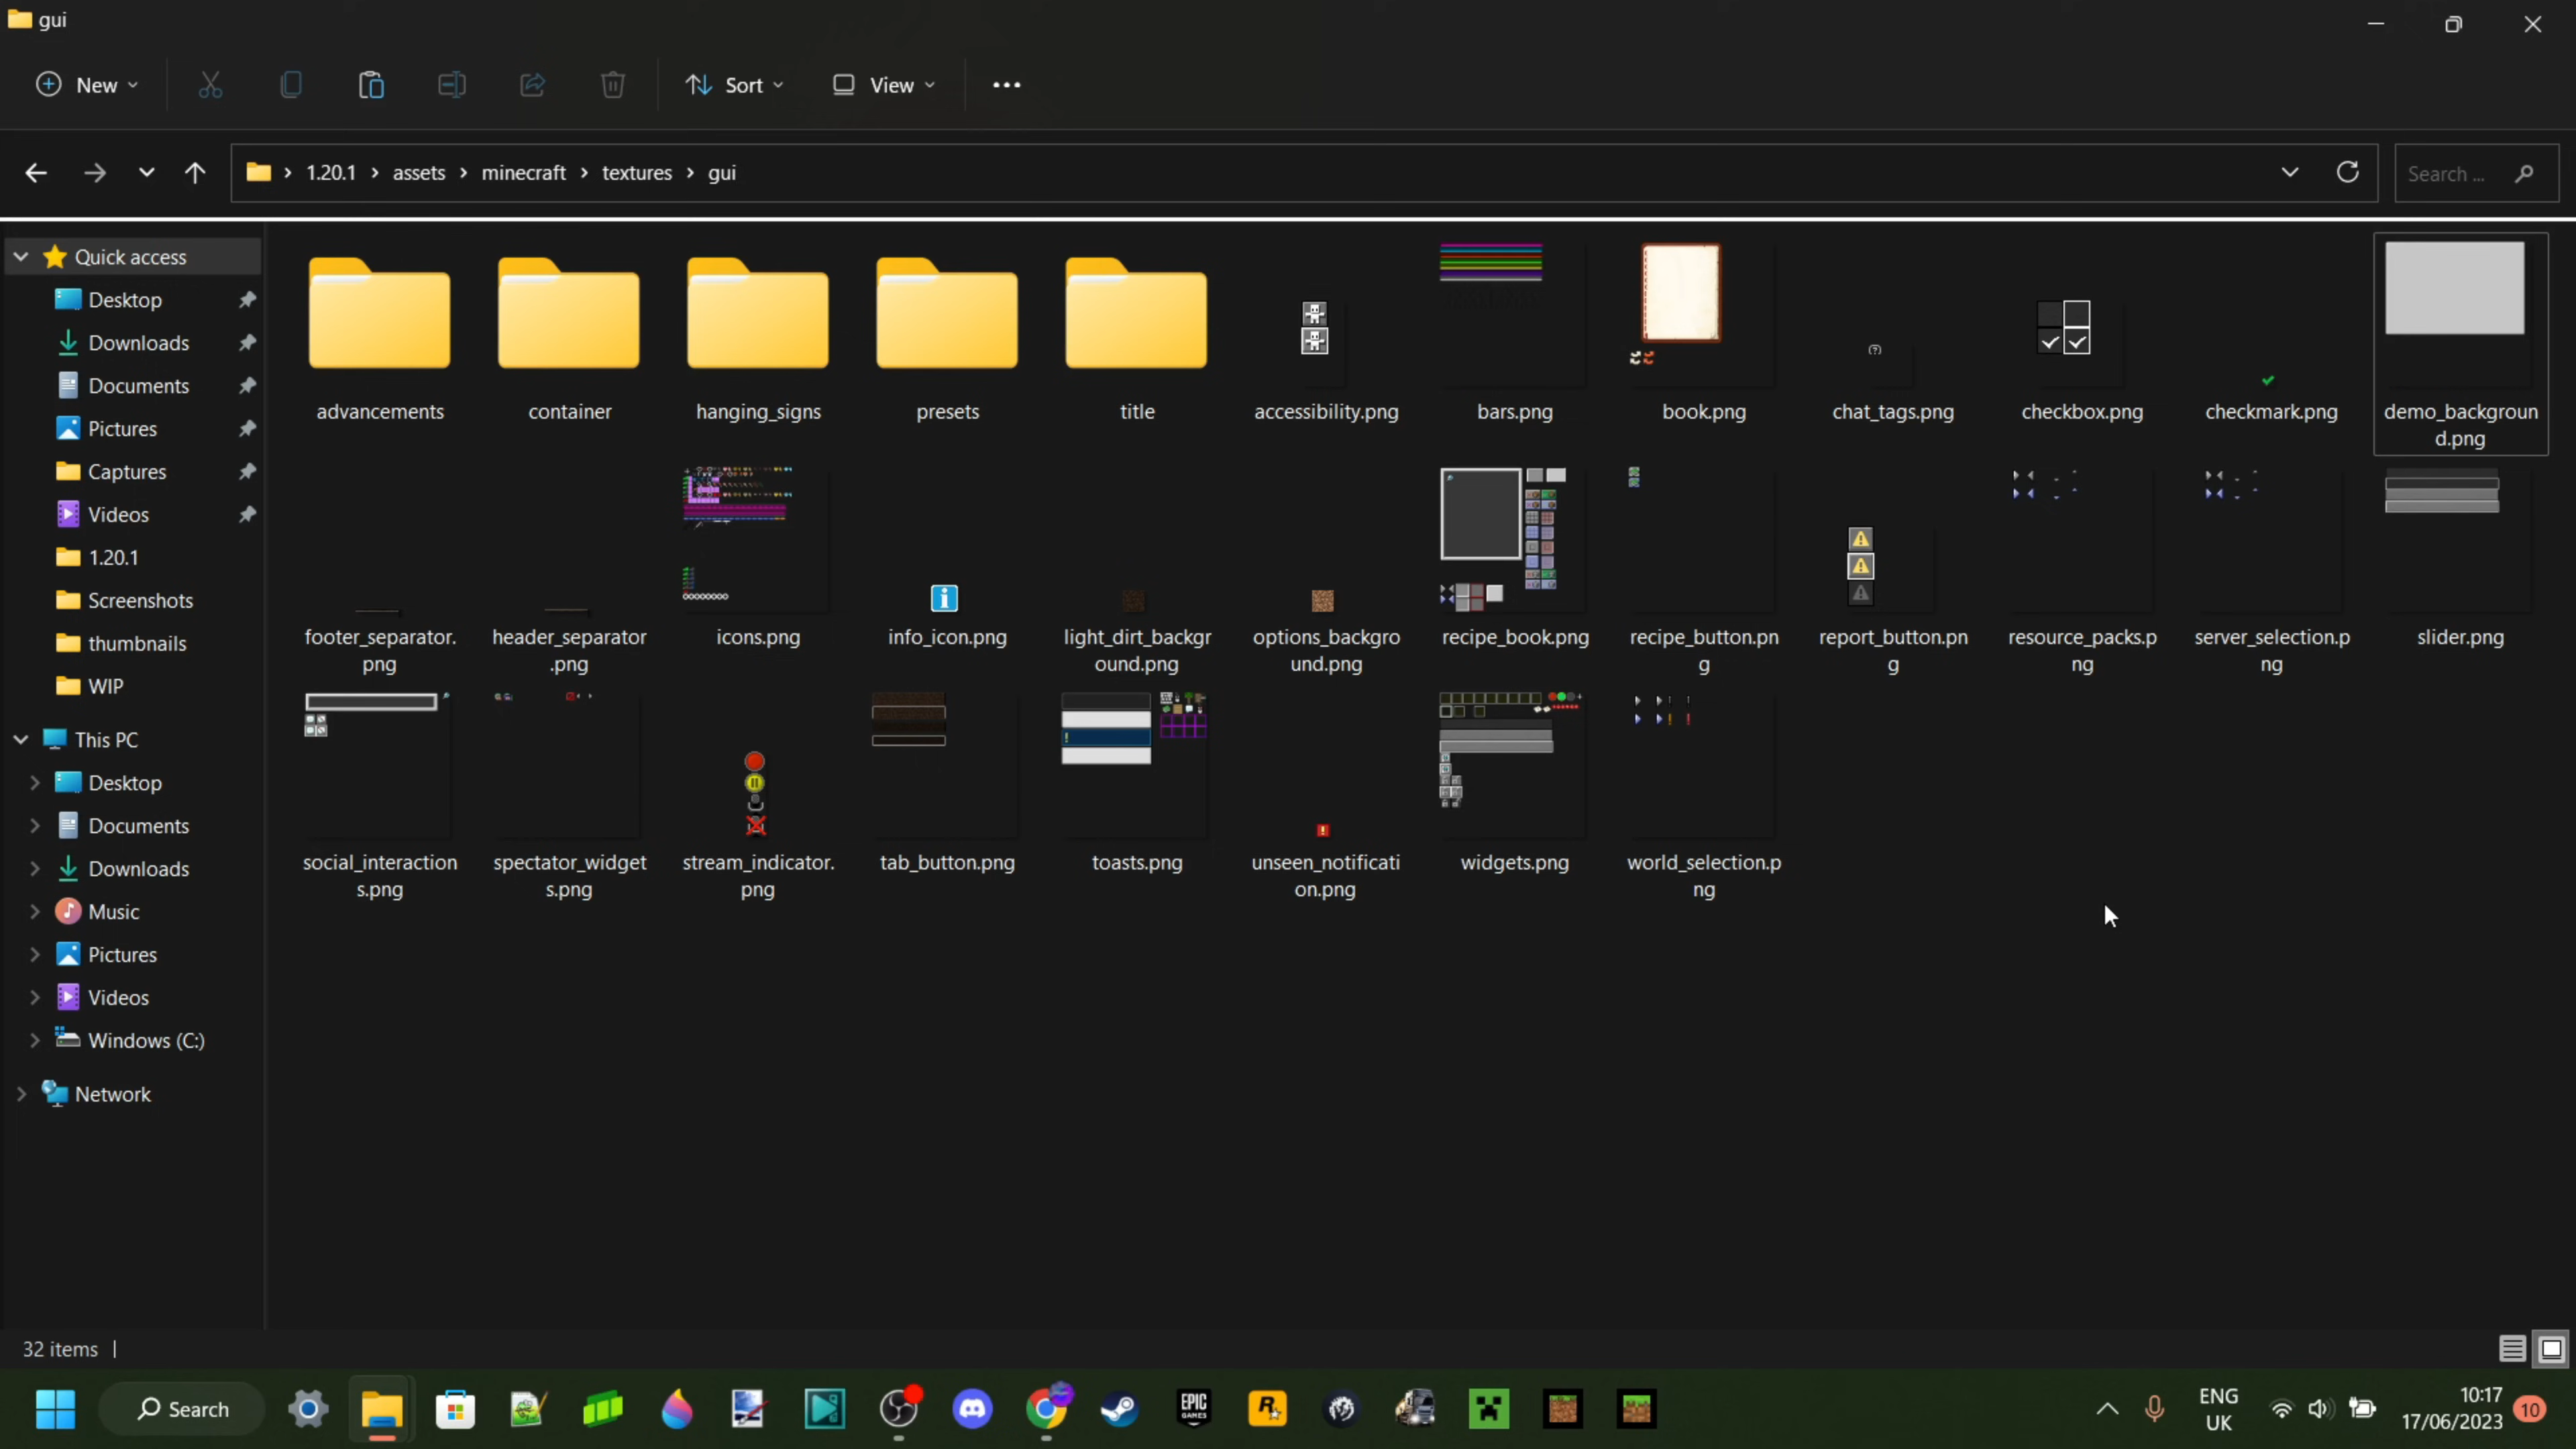 gui
New
Sort
View
1.20.1 > assets > minecraft > textures > gui
Search ...
Quick access
Desktop
Downloads
Documents
Pictures
Captures
Videos
1.20.1
Screenshots
thumbnails
WIP
This PC
Desktop
Documents
Downloads
Music
Pictures
Videos
Windows (C:)
Network
advancements
container
hanging_signs
presets
title
accessibility.png
bars.png
book.png
chat_tags.png
checkbox.png
checkmark.png
demo_backgroun
d.png
footer_separator.
png
header_separator
.png
icons.png
info_icon.png
light_dirt_backgr
ound.png
options_backgro
und.png
recipe_book.png
recipe_button.pn
g
report_button.pn
g
resource_packs.p
ng
server_selection.p
ng
slider.png
social_interaction
s.png
spectator_widget
s.png
stream_indicator.
png
tab_button.png
toasts.png
unseen_notificati
on.png
widgets.png
world_selection.p
ng
32 items
Search
EPIC
GAMES
ENG
UK
10:17
17/06/2023
10